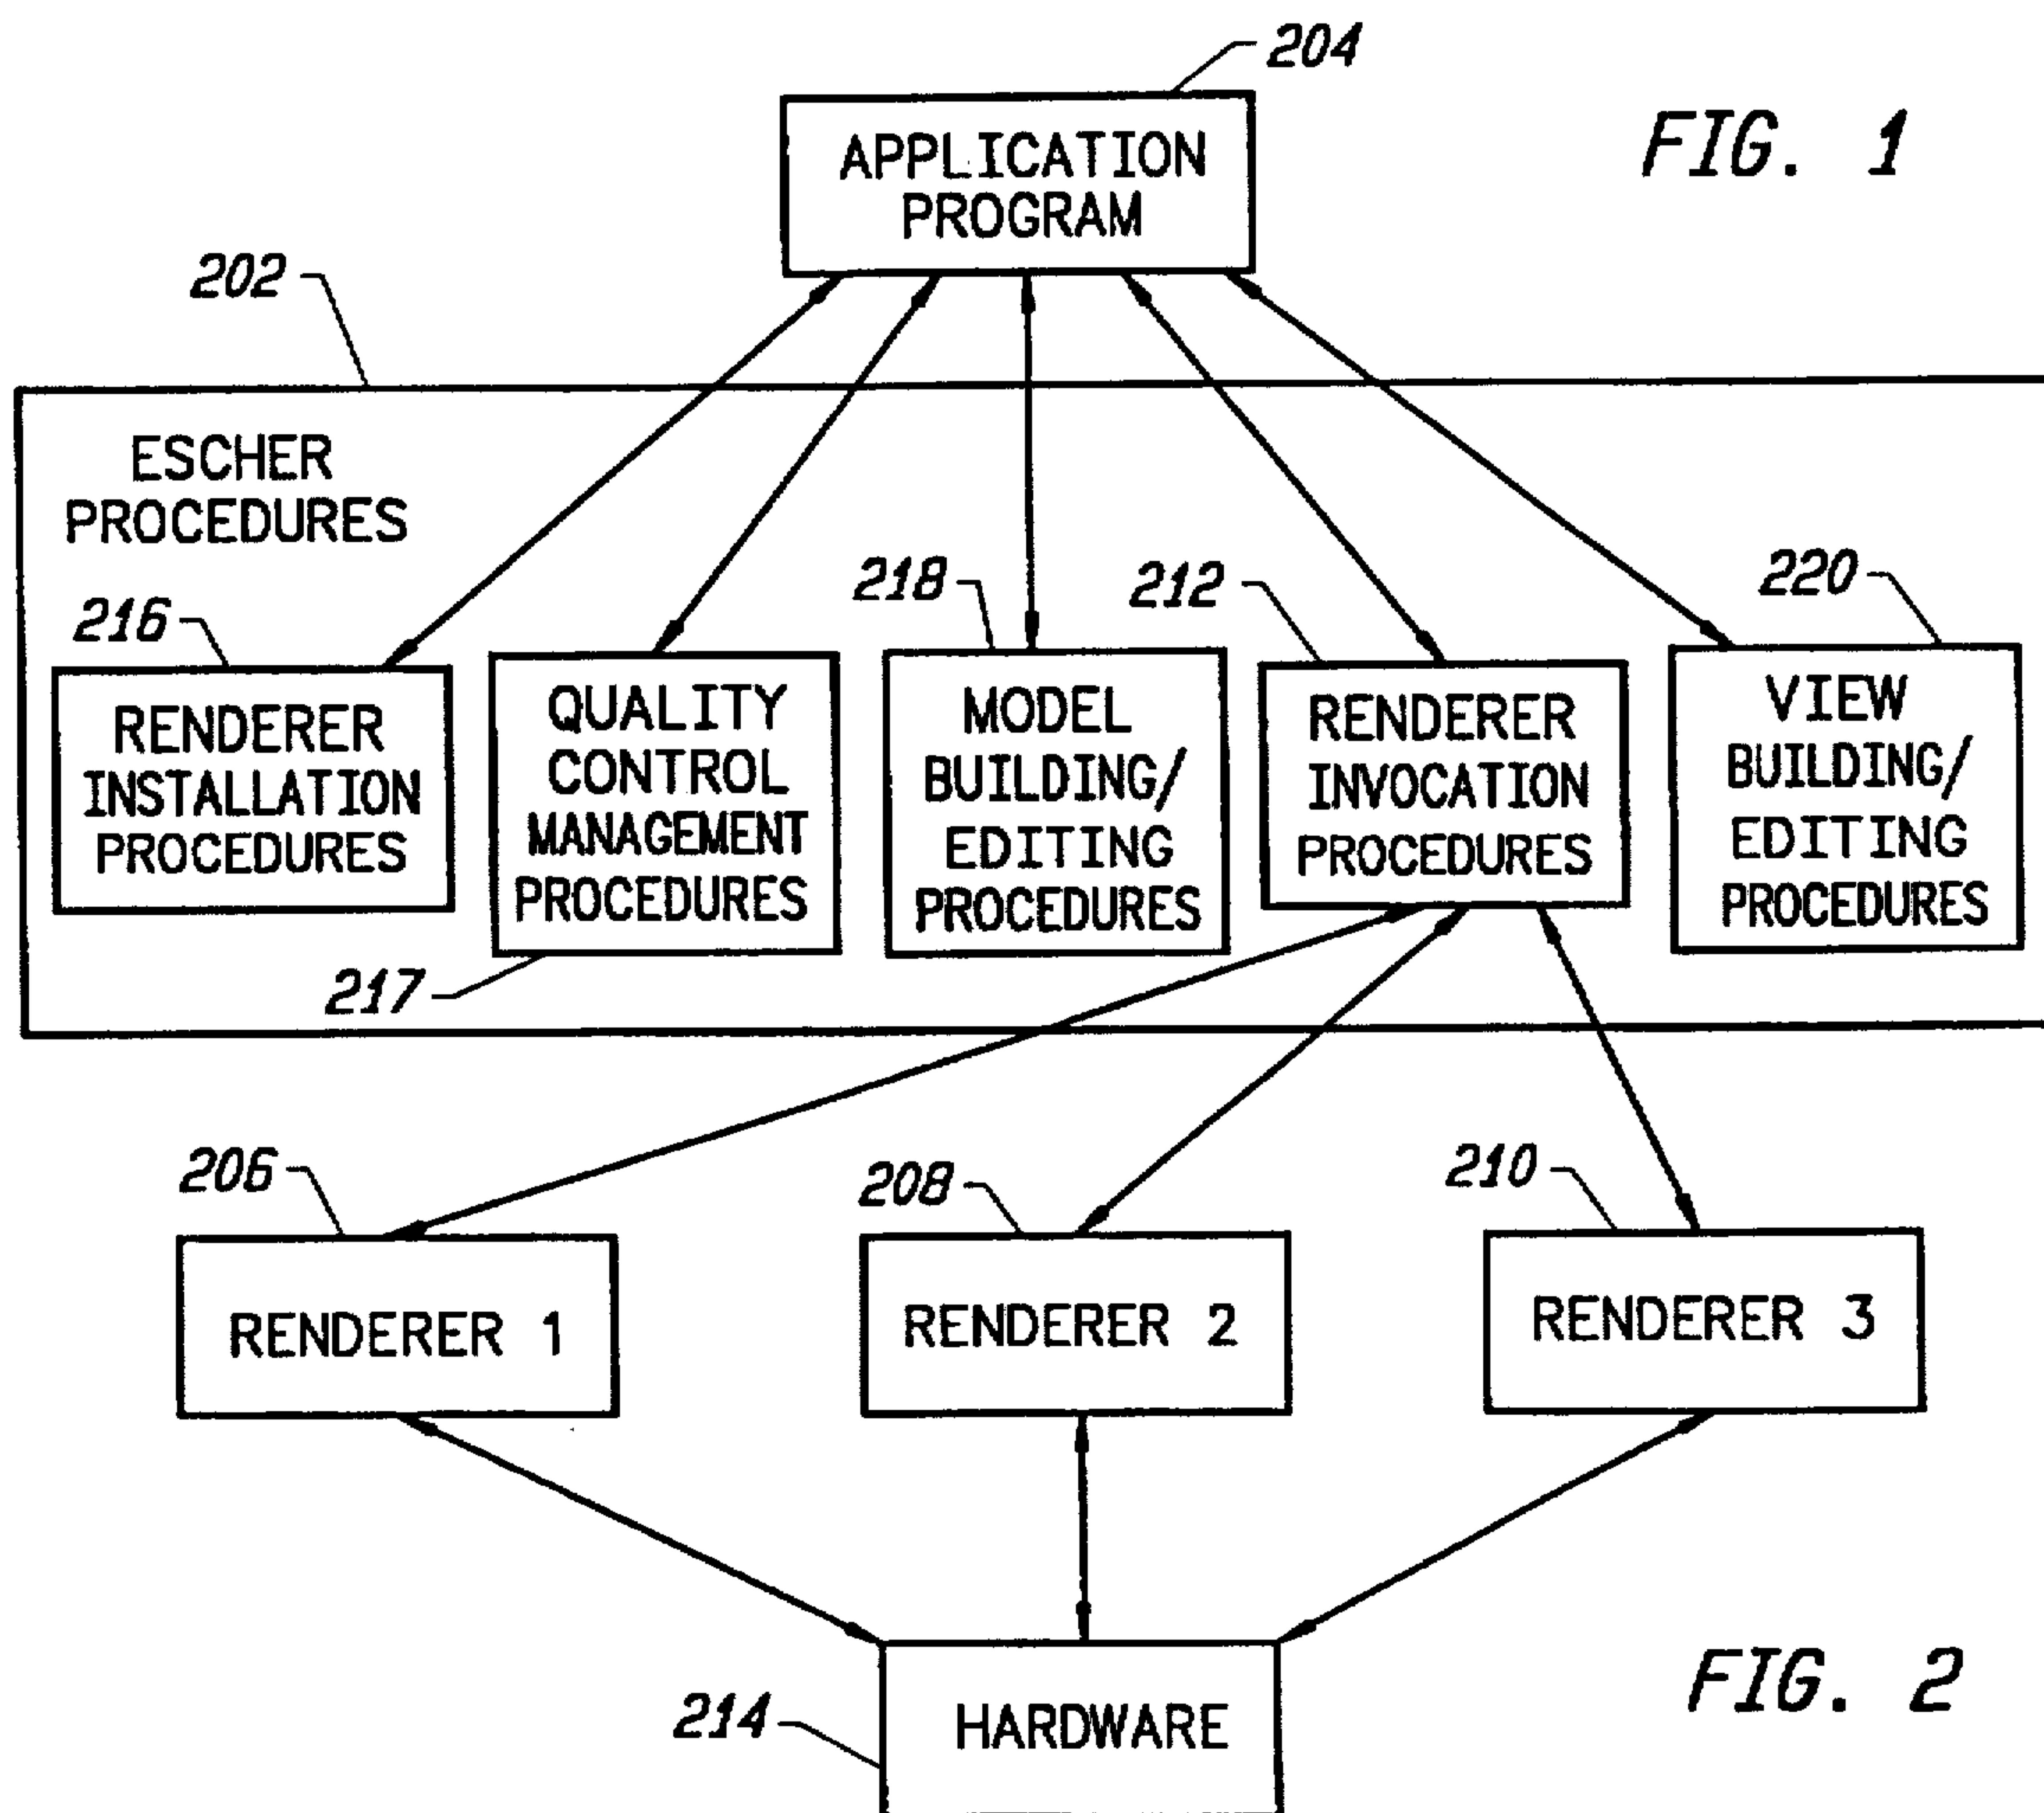 204
FIG. 1
APPLICATION
PROGRAM
202
ESCHER
PROCEDURES
216
218
212
220
RENDERER
INSTALLATION
PROCEDURES
QUALITY
CONTROL
MANAGEMENT
PROCEDURES
MODEL
BUILDING/
EDITING
PROCEDURES
RENDERER
INVOCATION
PROCEDURES
VIEW
BUILDING/
EDITING
PROCEDURES
217
206
208
210
RENDERER 1
RENDERER 2
RENDERER 3
214
HARDWARE
FIG. 2